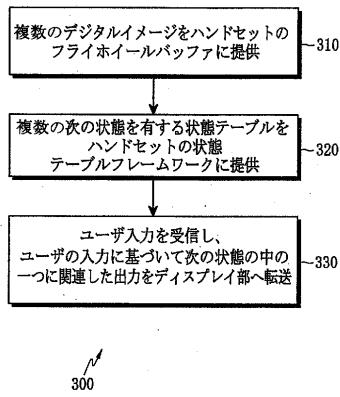 複数のデジタルイメージをハンドセットの
フライホイールバッファに提供
310
複数の次の状態を有する状態テーブルを
ハンドセットの状態
テーブルフレームワークに提供
320
ユーザ入力を受信し、
ユーザの入力に基づいて次の状態の中の
一つに関連した出力をディスプレイ部へ転送
330
300